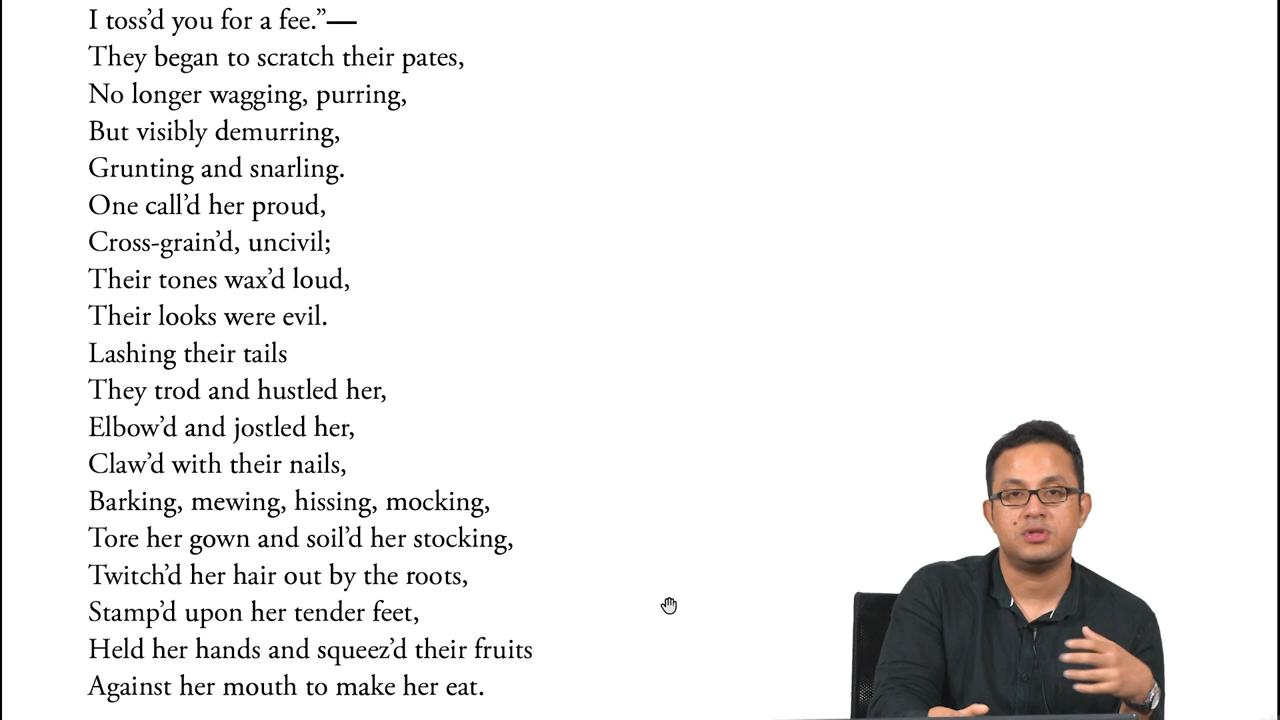 I toss’d you for a fee.”—
They began to scratch their pates,
No longer wagging, purring,
But visibly demurring,
Grunting and snarling.
One call’d her proud,
Cross-grain’d, uncivil;
Their tones wax’d loud,
Their looks were evil.
Lashing their tails
They trod and hustled her,
Elbow’d and jostled her,
Claw’d with their nails,
Barking, mewing, hissing, mocking,
Tore her gown and soil’d her stocking,
Twitch’d her hair out by the roots,
Stamp’d upon her tender feet,
Held her hands and squeez’d their fruits
Against her mouth to make her eat.